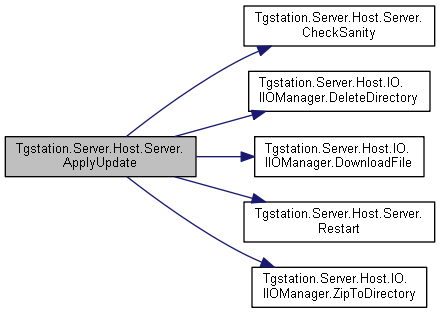 Tgstation.Server.Host.Server.
CheckSanity
Tgstation.Server.Host.IO.
IIOManager.DeleteDirectory
Tgstation.Server.Host.Server.
ApplyUpdate
Tgstation.Server.Host.IO.
IIOManager.DownloadFile
Tgstation.Server.Host.Server.
Restart
Tgstation.Server.Host.IO.
IIOManager.ZipToDirectory